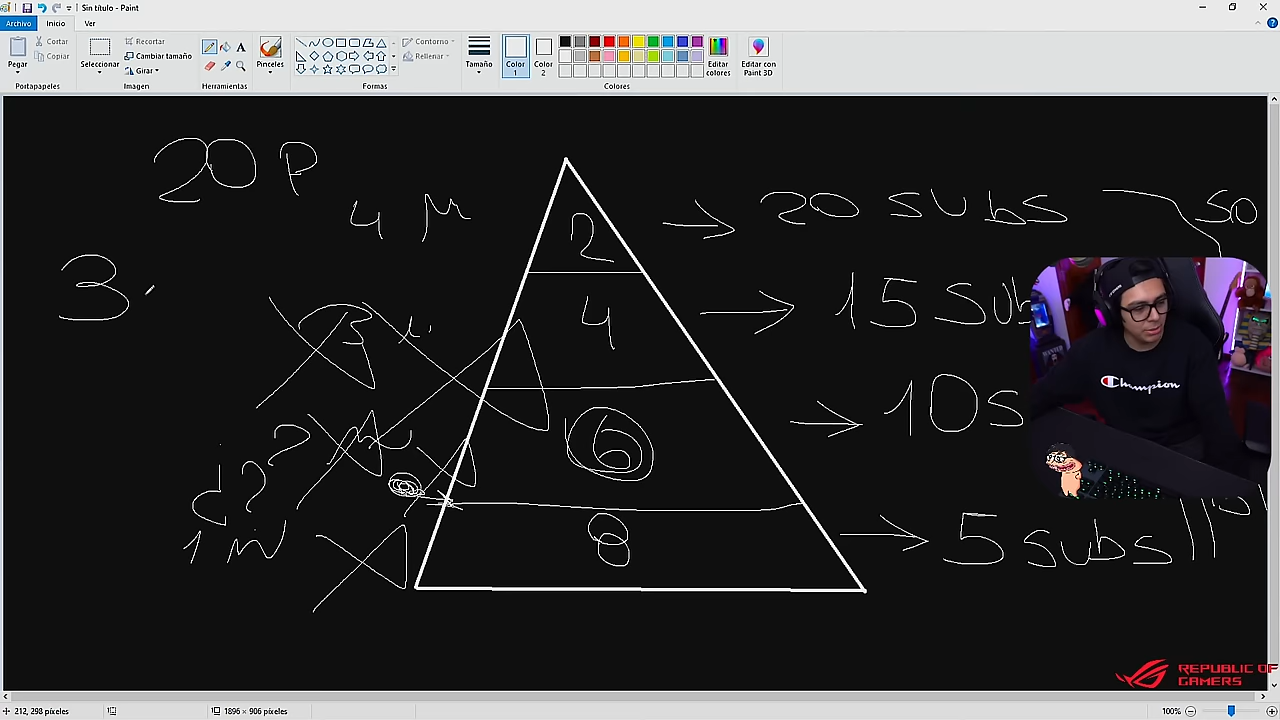 Sin título - Paint
Archivo Inicio Ver
Pegar
Cortar
Copiar
Portapapeles
Seleccionar
Recortar
Cambiar tamaño
Girar
Imagen
A
Herramientas
Pinceles
Contorno
Rellenar
Formas
Tamaño
Color 1
Color 2
Editar colores
Colores
Editar con Paint 3D
20 P
4 M
3
2 → 20 subs 50
4 → 15 Sub
6 → 10 s
8 → 5 subs
Champion
REPUBLIC OF
GAMERS
212, 298 píxeles
1896 × 906 píxeles
100%